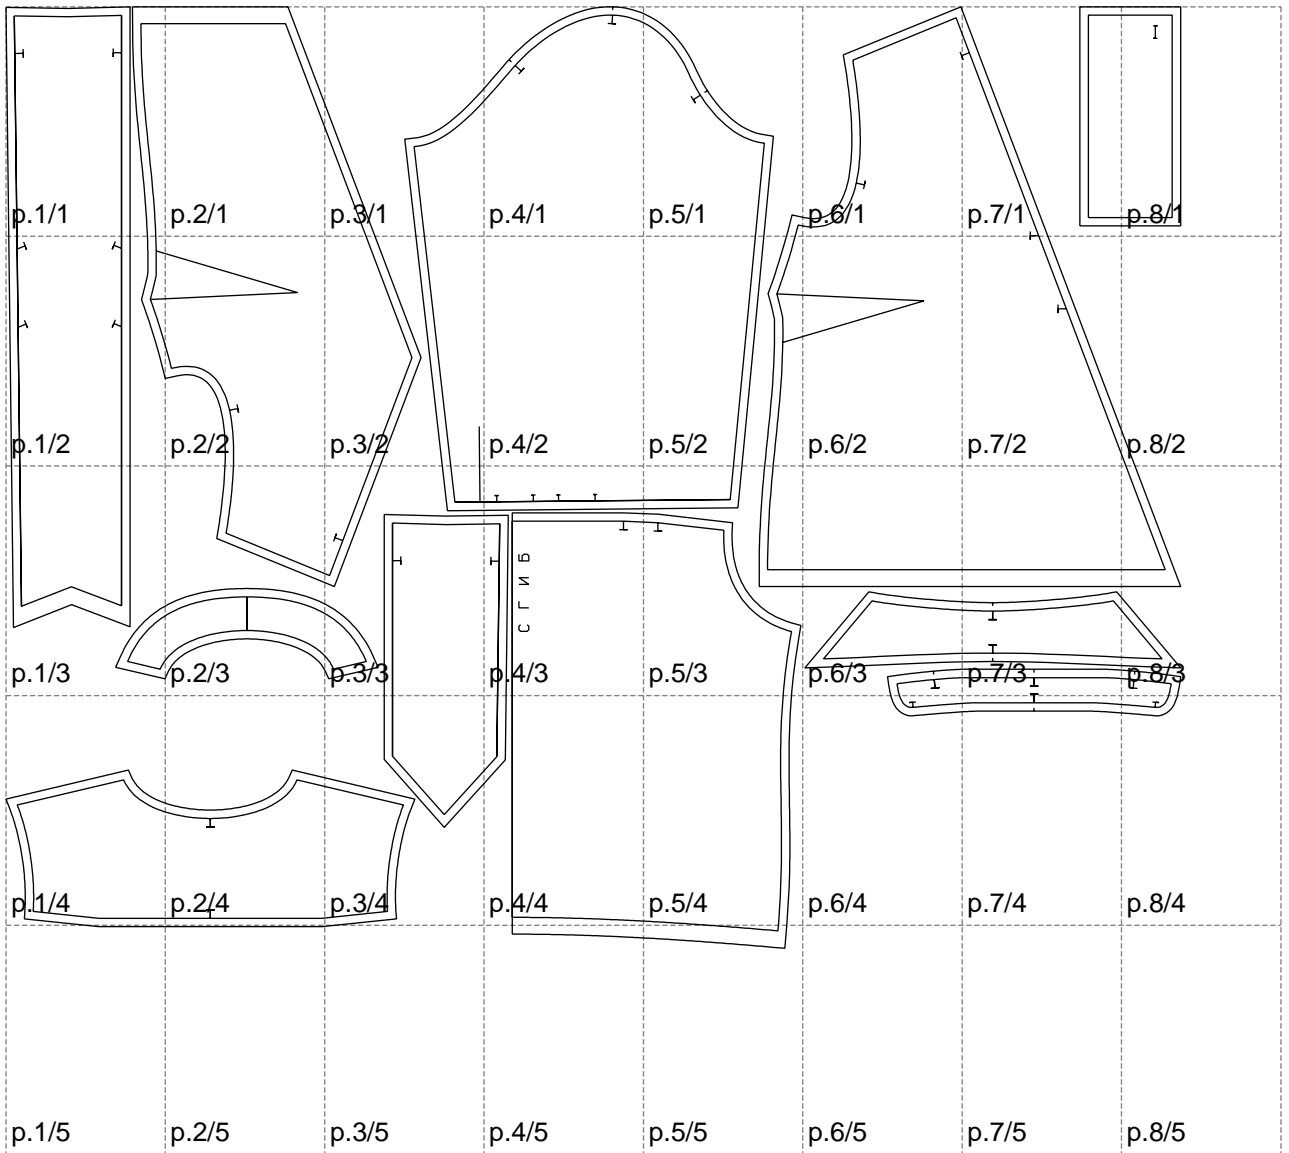 p.1/1 p.2/1 p.3/1 p.4/1 p.5/1 p.6/1 p.7/1 p.8/1
p.1/2 p.2/2 p.3/2 p.4/2 p.5/2 p.6/2 p.7/2 p.8/2
СГИБ
p.1/3 p.2/3 p.3/3 p.4/3 p.5/3 p.6/3 p.7/3 p.8/3
p.1/4 p.2/4 p.3/4 p.4/4 p.5/4 p.6/4 p.7/4 p.8/4
p.1/5 p.2/5 p.3/5 p.4/5 p.5/5 p.6/5 p.7/5 p.8/5